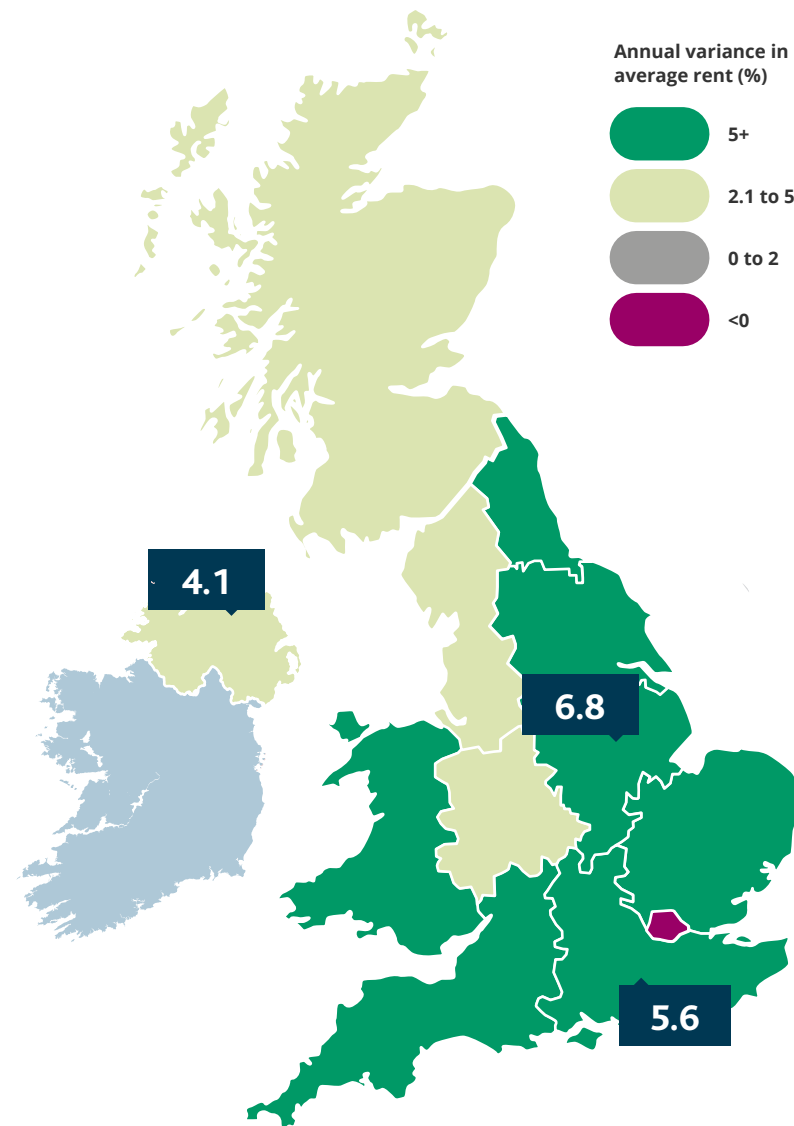 Annual variance in
average rent (%)
5+
2.1 to 5
0 to 2
<0
4.1
6.8
5.6